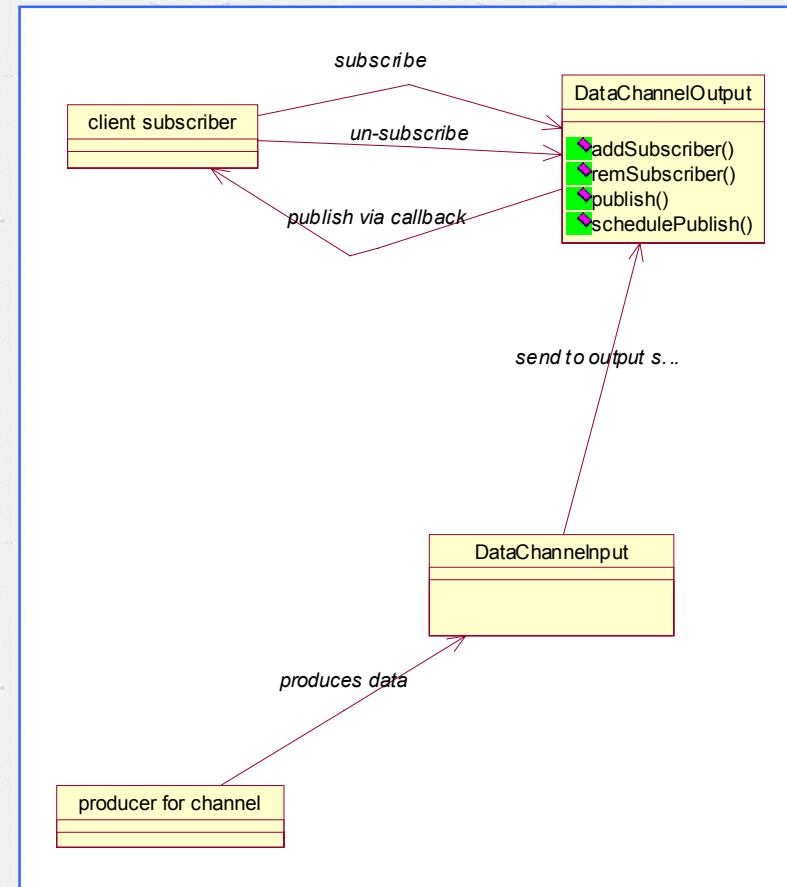 subscribe
client subscriber
un-subscribe
publish via callback
DataChannelOutput
addSubscriber()
remSubscriber()
publish()
schedulePublish()
send to output s...
DataChanneInput
produces data
producer for channel